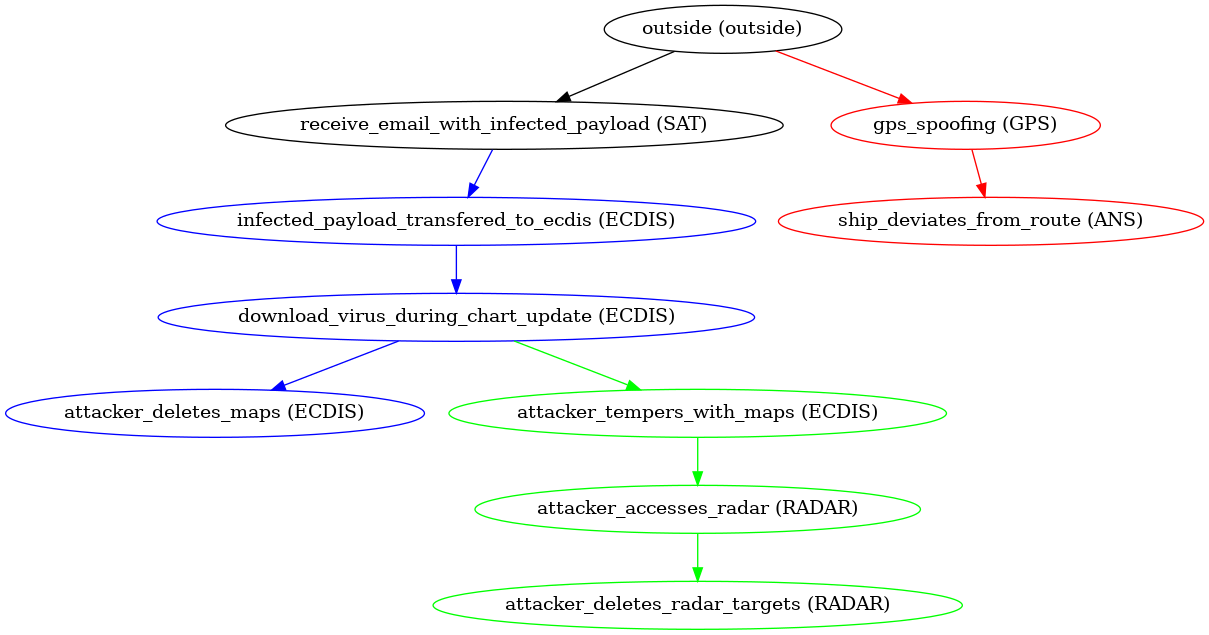 outside (outside)
receive_email_with_infected_payload (SAT)
gps_spoofing (GPS)
infected_payload_transfered_to_ecdis (ECDIS)
ship_deviates_from_route (ANS)
download_virus_during_chart_update (ECDIS)
attacker_deletes_maps (ECDIS)
attacker_tempers_with_maps (ECDIS)
attacker_accesses_radar (RADAR)
attacker_deletes_radar_targets (RADAR)